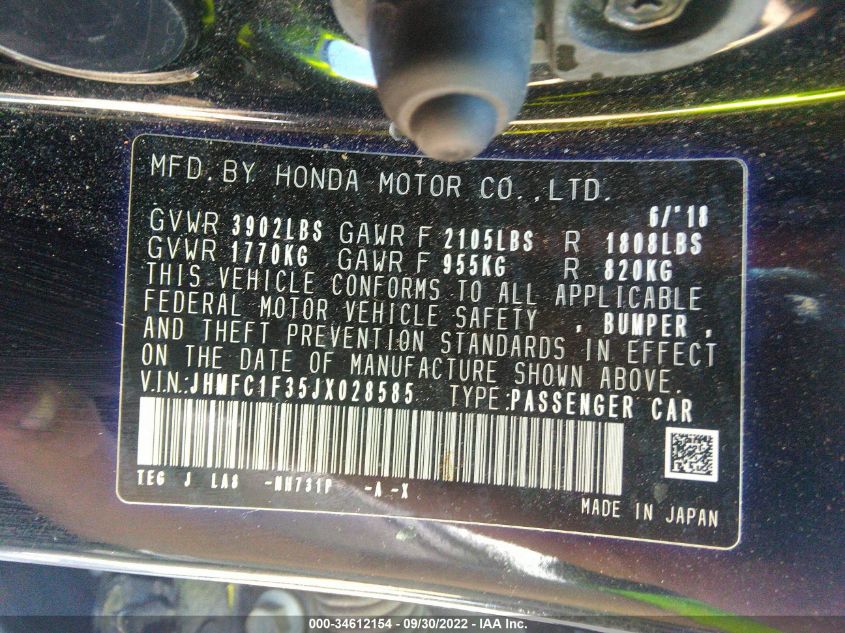 MFD. BY HONDA MOTOR CO.,LTD.
6/'18
GVWR 3902LBS GAWR F 2105LBS R 1808LBS
GVWR 1770KG GAWR F 955KG R 820KG
THIS VEHICLE CONFORMS TO ALL APPLICABLE
FEDERAL MOTOR VEHICLE SAFETY , BUMPER ,
AND THEFT PREVENTION STANDARDS IN EFFECT
ON THE DATE OF MANUFACTURE SHOWN ABOVE.
V.I.N:JHMFC1F35JX028585 TYPE:PASSENGER CAR
TEG J LA8 -NH731P -A -X
MADE IN JAPAN
000-34612154 - 09/30/2022 - IAA Inc.